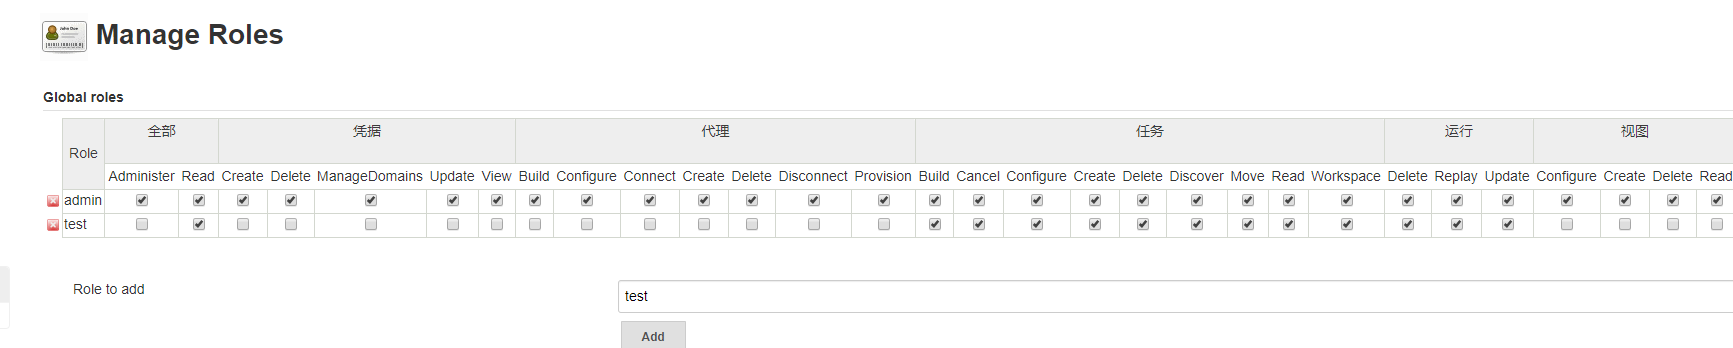 Manage Roles
Global roles
Role 全部 凭据 代理 任务 运行 视图
Administer Read Create Delete ManageDomains Update View Build Configure Connect Create Delete Disconnect Provision Build Cancel Configure Create Delete Discover Move Read Workspace Delete Replay Update Configure Create Delete Read
admin
test
Role to add test
Add